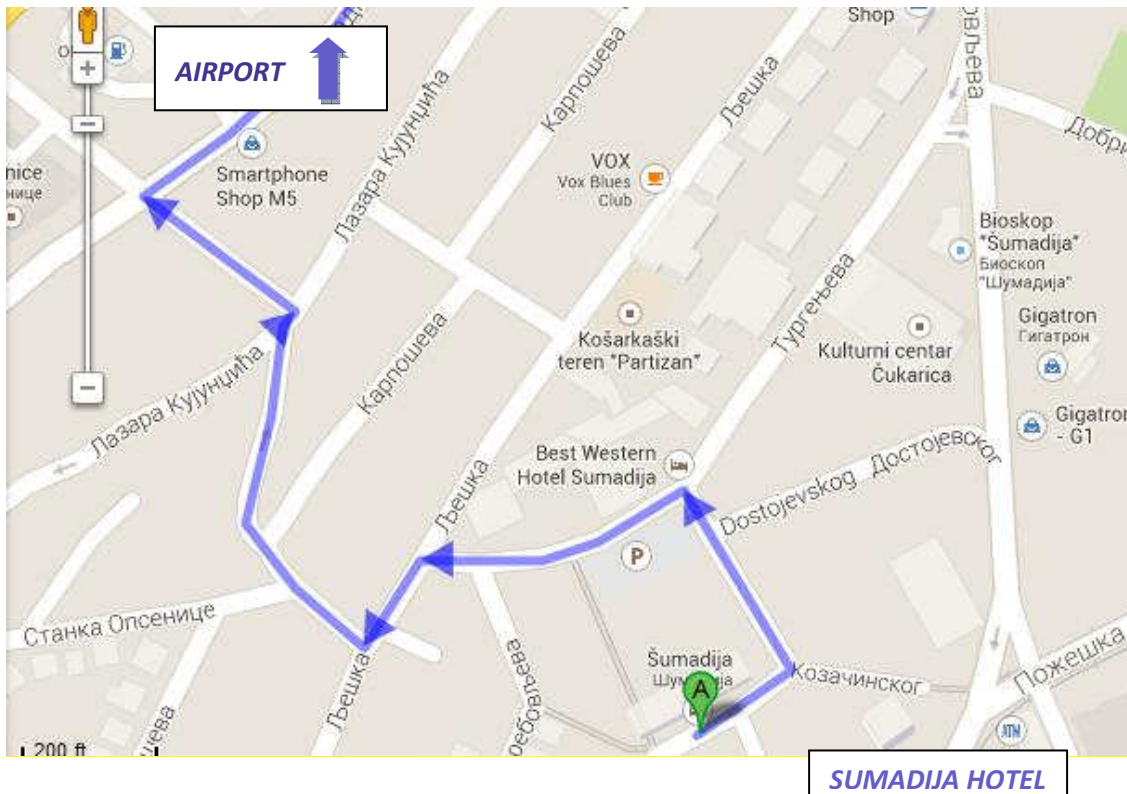 Shop
AIRPORT
Добри
Љешка
Карпошева
Лазара Кујунџића
Smartphone
Shop M5
VOX
Vox Blues
Club
Bioskop
"Šumadija"
Биоскоп
"Шумадија"
Gigatron
Гигатрон
Košarkaški
teren "Partizan"
Тургењева
Kulturni centar
Čukarica
Gigatron
- G1
Карпошева
Лазара Кујунџића
Best Western
Hotel Sumadija
Љешка
Dostojevskog
Достојевског
P
Станка Опсенице
Šumadija
A
Козачинског
Пожешка
Љешка
ATM
200 ft
SUMADIJA HOTEL